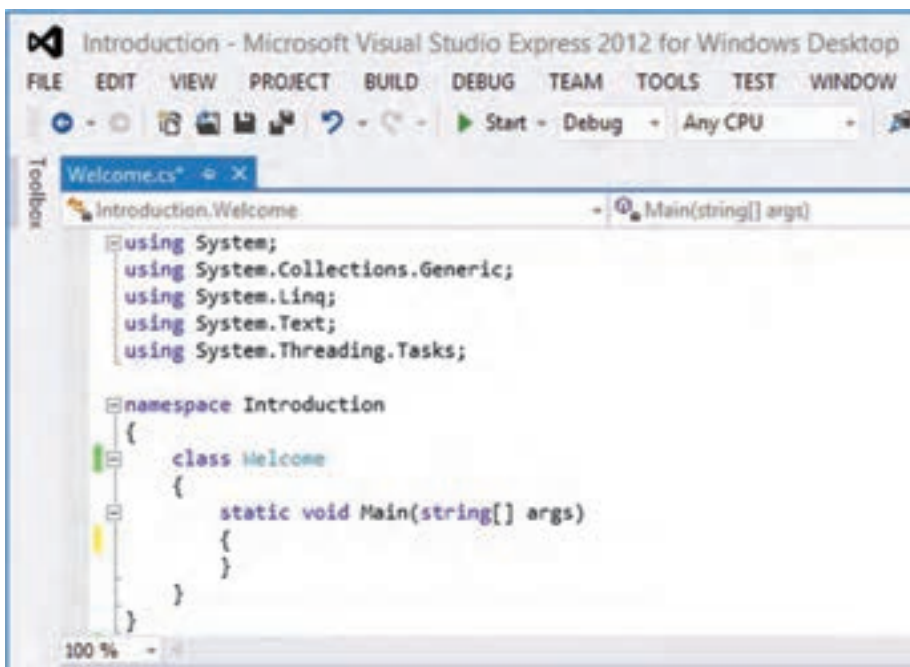 Introduction - Microsoft Visual Studio Express 2012 for Windows Desktop
FILE EDIT VIEW PROJECT BUILD DEBUG TEAM TOOLS TEST WINDOW
Start Debug Any CPU
Toolbox
Welcome.cs*
Introduction.Welcome Main(string[] args)
using System;
using System.Collections.Generic;
using System.Linq;
using System.Text;
using System.Threading.Tasks;
namespace Introduction
{
class Welcome
{
static void Main(string[] args)
{
}
}
}
100 %